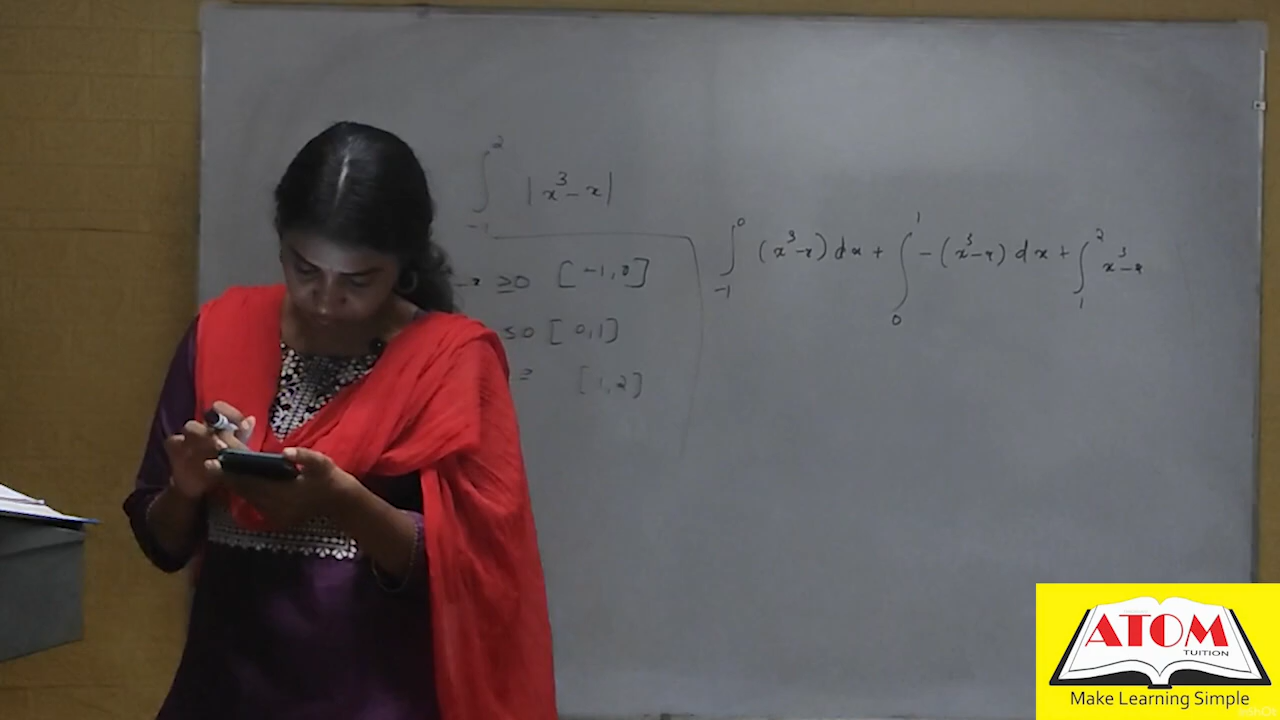 ∫₋₁² |x³-x|
-x ≥0 [-1,0]
≤0 [0,1]
≥ [1,2]
∫₋₁⁰ (x³-x) dx + ∫₀¹ -(x³-x) dx + ∫₁² x³-x
ATOM
TUITION
Make Learning Simple